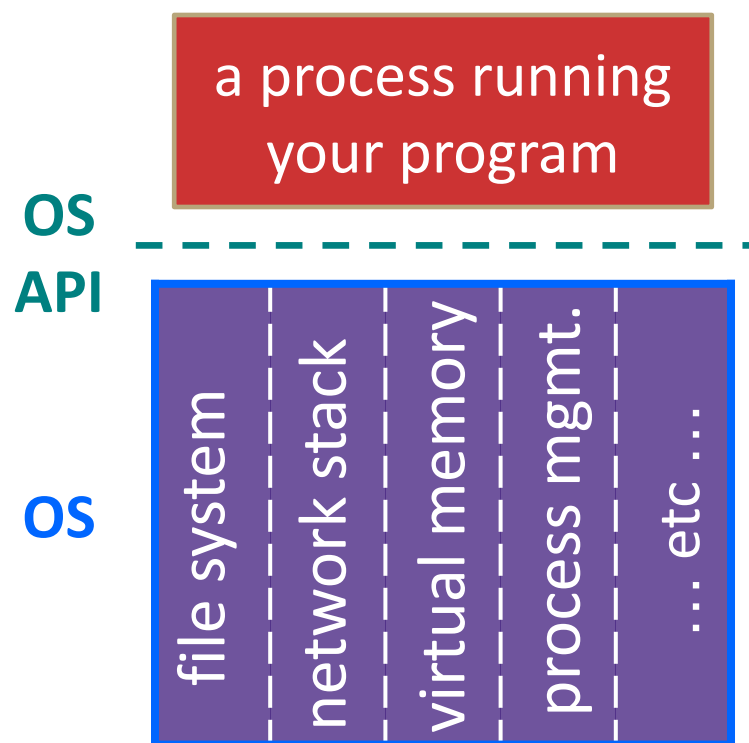 a process running
your program
OS
API
OS
file system
network stack
virtual memory
process mgmt.
... etc ...